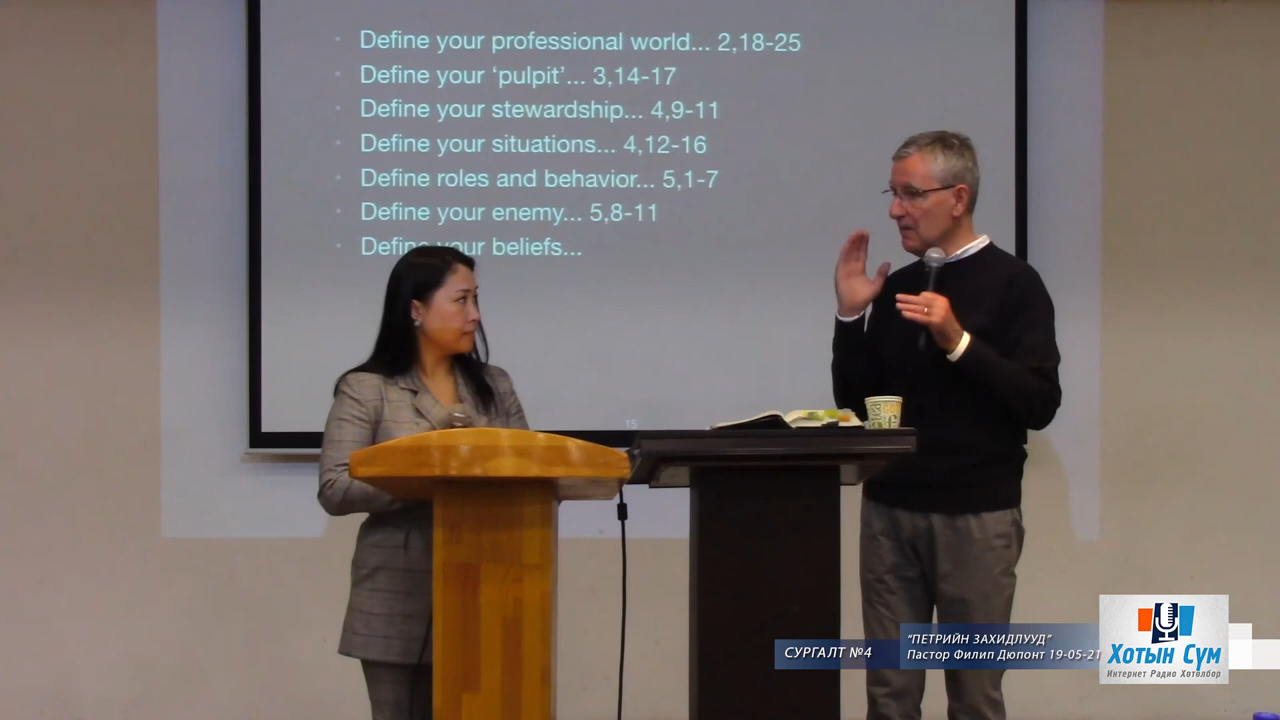 Define your professional world... 2,18-25
Define your ‘pulpit’... 3,14-17
Define your stewardship... 4,9-11
Define your situations... 4,12-16
Define roles and behavior... 5,1-7
Define your enemy... 5,8-11
Define your beliefs...
15
СУРГАЛТ №4
“ПЕТРИЙН ЗАХИДЛУУД”
Пастор Филип Дюпонт 19-05-21
Хотын Сүм
Интернет Радио Хөтөлбөр